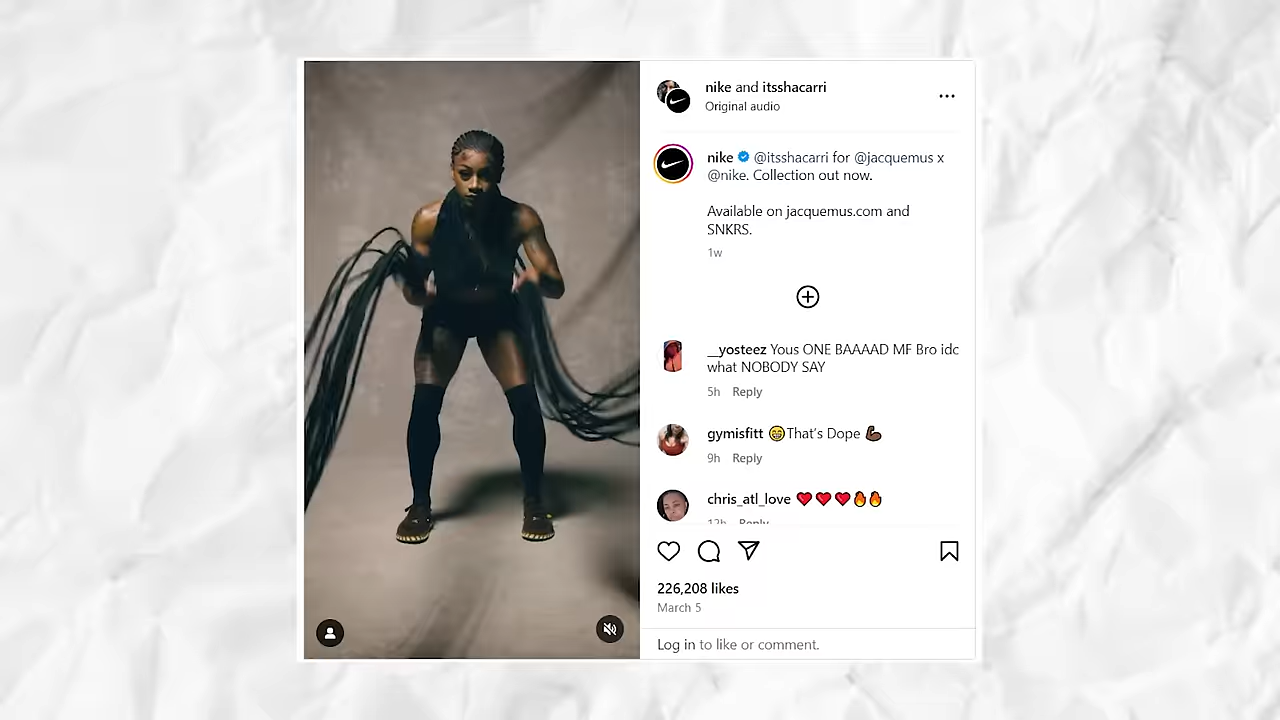 nike and itsshacarri
Original audio
nike @itsshacarri for @jacquemus x
@nike. Collection out now.
Available on jacquemus.com and
SNKRS.
1w
__yosteez Yous ONE BAAAAD MF Bro idc
what NOBODY SAY
5h Reply
gymisfitt 😁That's Dope 💪🏿
9h Reply
chris_atl_love ❤️❤️❤️🔥🔥
12h Reply
226,208 likes
March 5
Log in to like or comment.